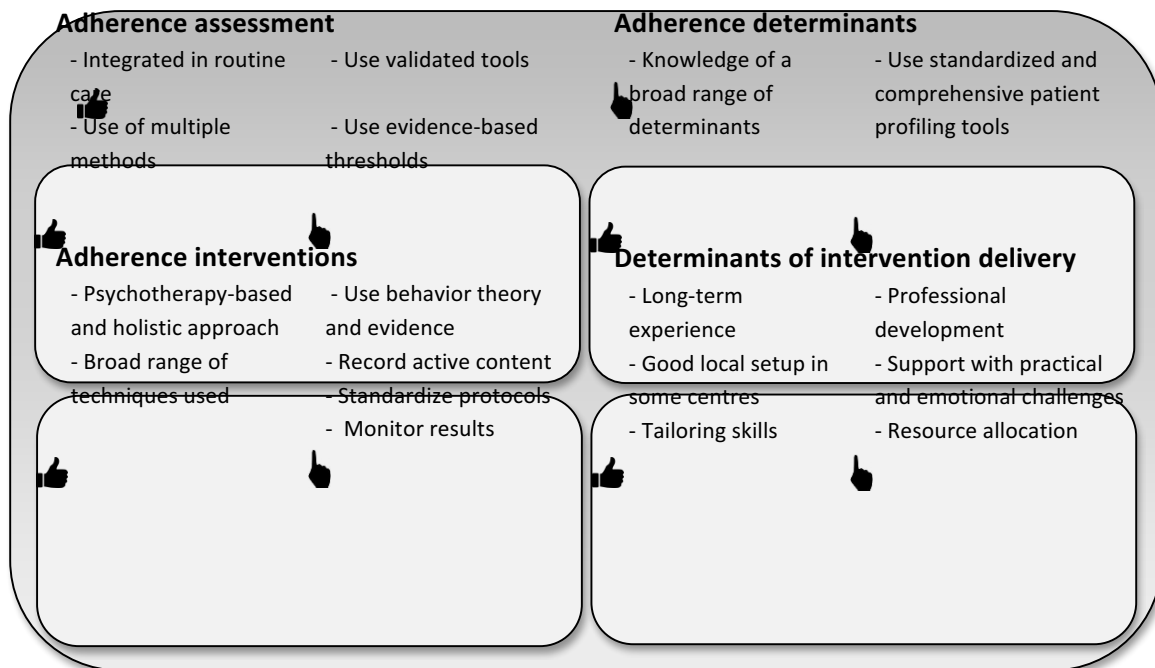 Adherence assessment
- Integrated in routine care
- Use of multiple methods
- Use validated tools
- Use evidence-based thresholds
Adherence determinants
- Knowledge of a broad range of determinants
- Use standardized and comprehensive patient profiling tools
Adherence interventions
- Psychotherapy-based and holistic approach
- Broad range of techniques used
- Use behavior theory and evidence
- Record active content
- Standardize protocols
- Monitor results
Determinants of intervention delivery
- Long-term experience
- Good local setup in some centres
- Tailoring skills
- Professional development
- Support with practical and emotional challenges
- Resource allocation